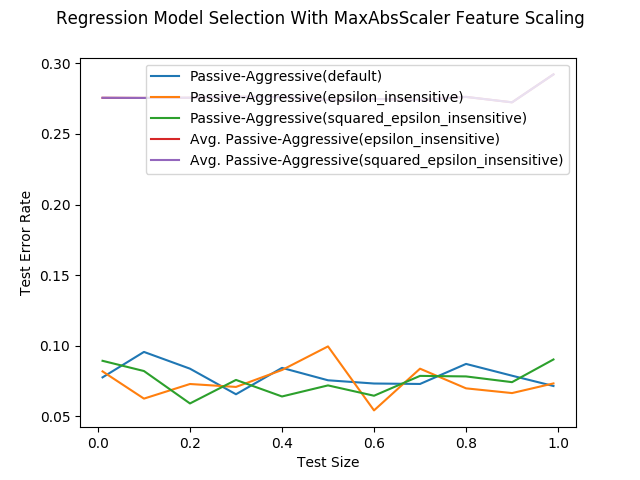 Regression Model Selection With MaxAbsScaler Feature Scaling
0.30
0.25
0.20
0.15
0.10
0.05
Test Error Rate
Passive-Aggressive(default)
Passive-Aggressive(epsilon_insensitive)
Passive-Aggressive(squared_epsilon_insensitive)
Avg. Passive-Aggressive(epsilon_insensitive)
Avg. Passive-Aggressive(squared_epsilon_insensitive)
0.0 0.2 0.4 0.6 0.8 1.0
Test Size